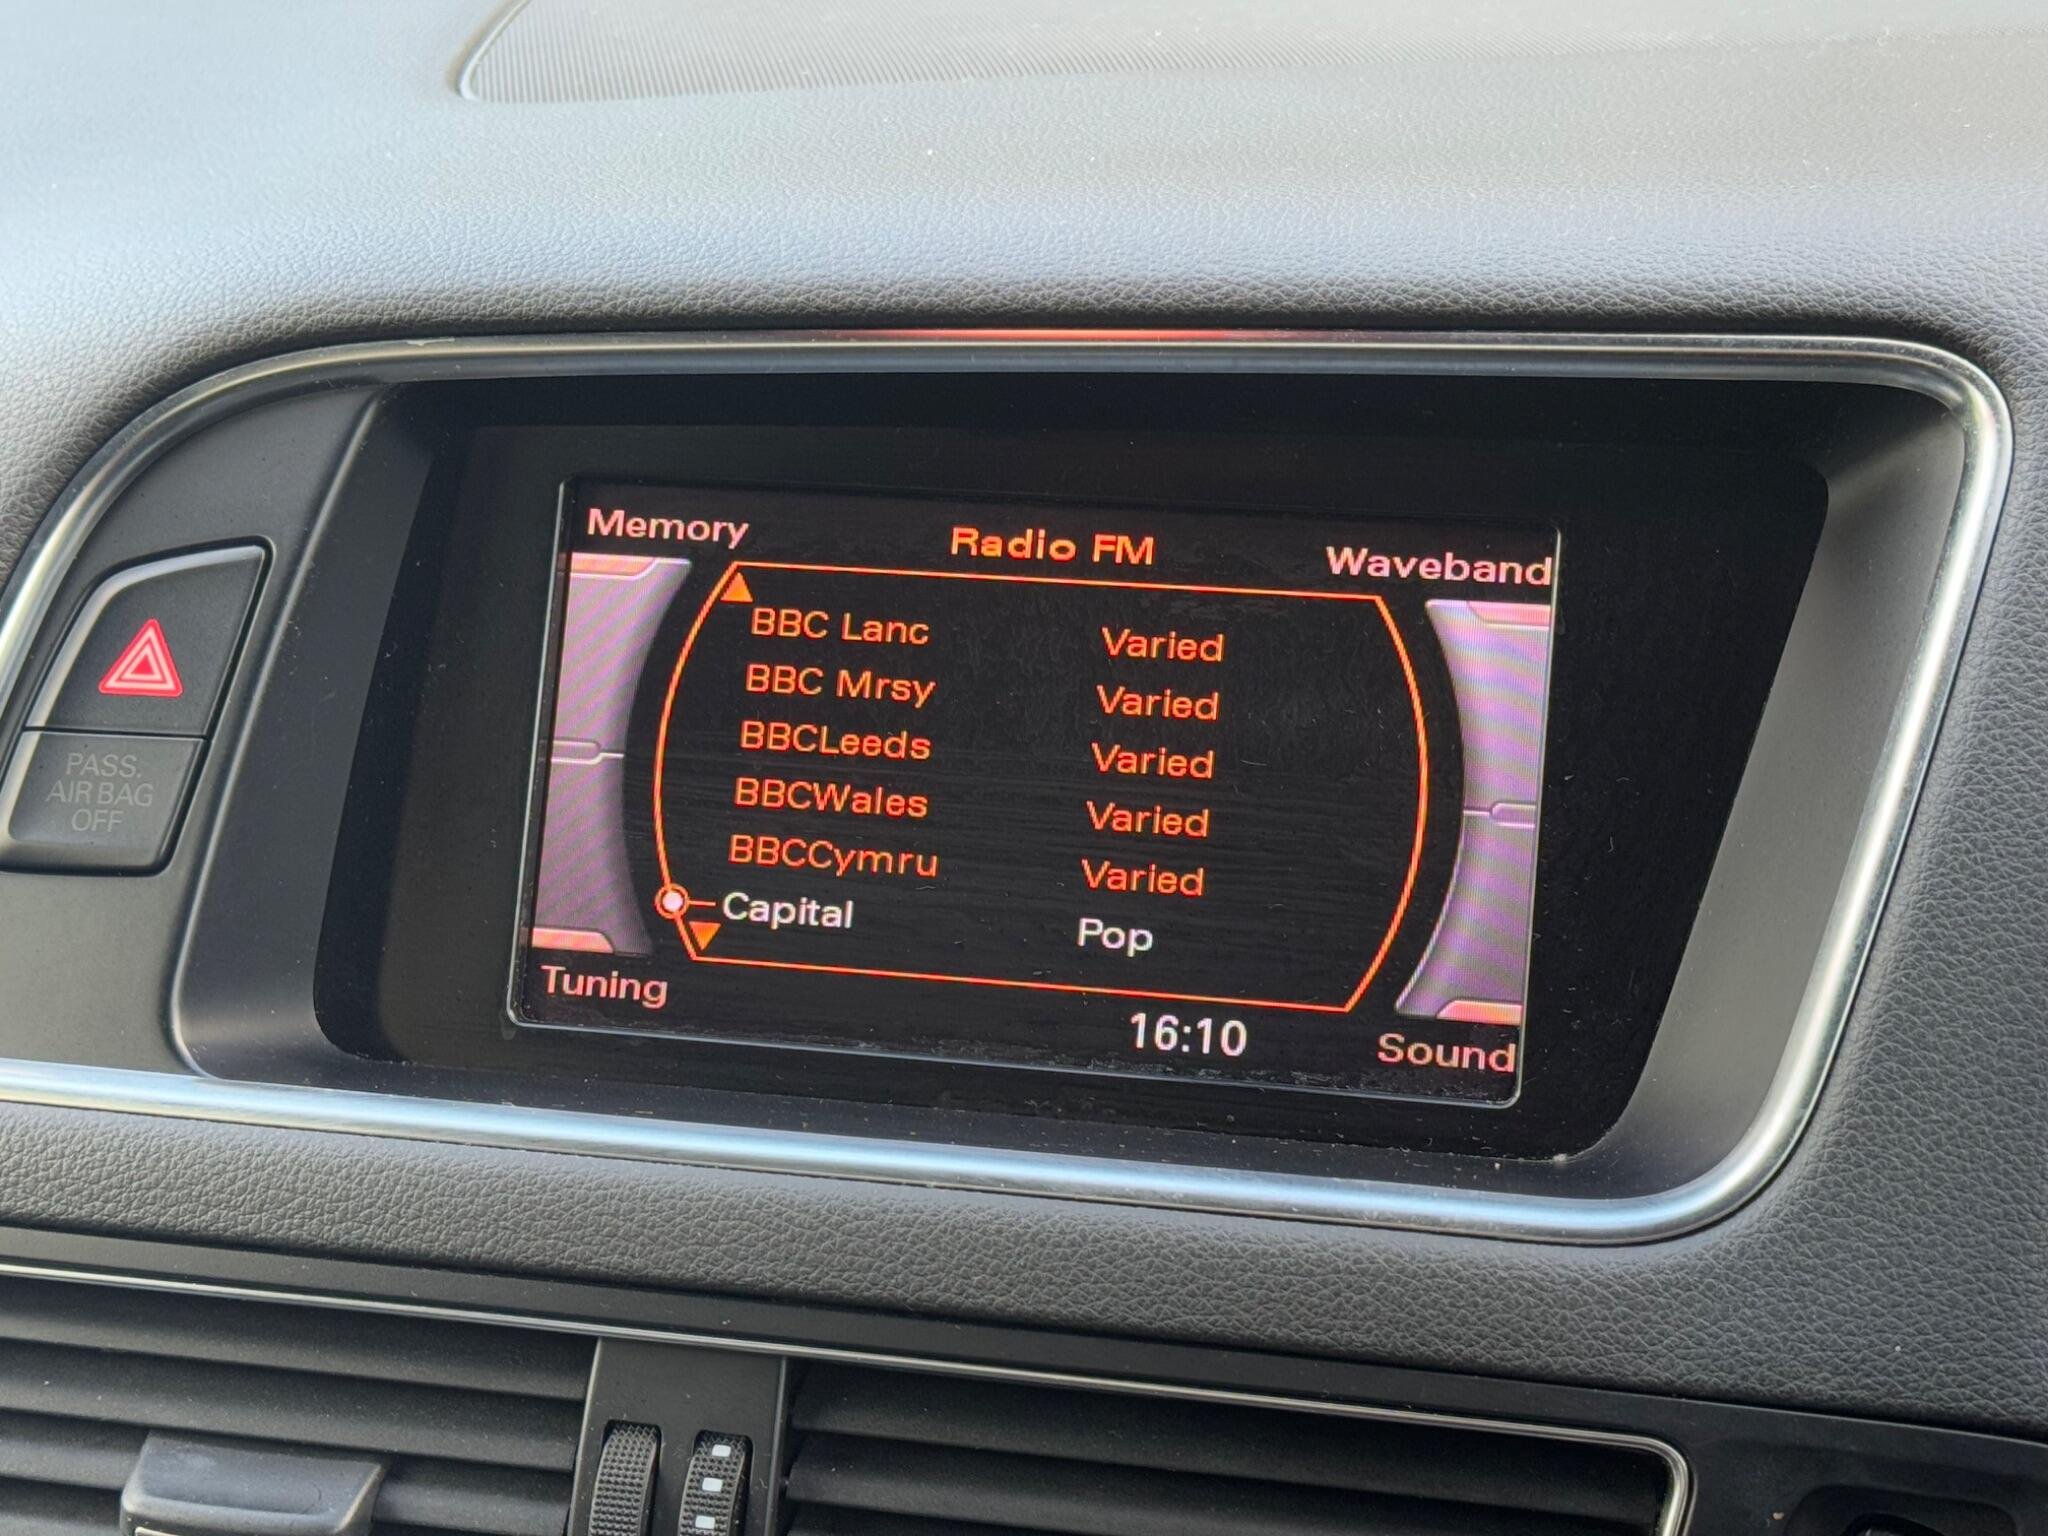 Memory
Radio FM
Waveband
BBC Lanc Varied
BBC Mrsy Varied
BBCLeeds Varied
BBCWales Varied
BBCCymru Varied
Capital Pop
Tuning
16:10
Sound
PASS.
AIR BAG
OFF